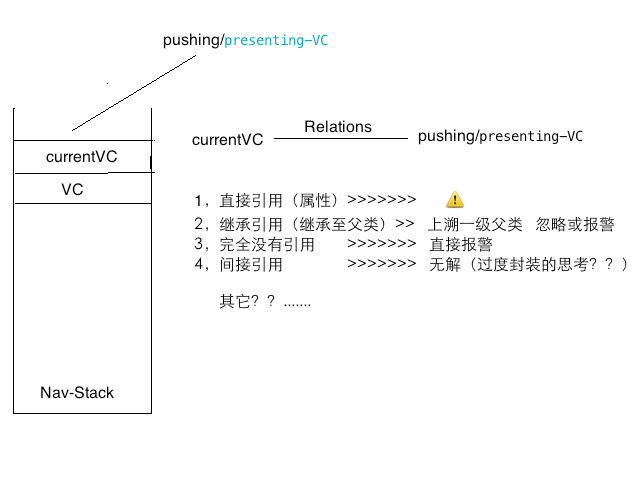 pushing/presenting-VC
Relations
currentVC
pushing/presenting-VC
currentVC
VC
1，直接引用（属性）>>>>>>> ⚠️
2，继承引用（继承至父类）>> 上溯一级父类 忽略或报警
3，完全没有引用 >>>>>>> 直接报警
4，间接引用 >>>>>>> 无解（过度封装的思考？？）
其它？？.......
Nav-Stack